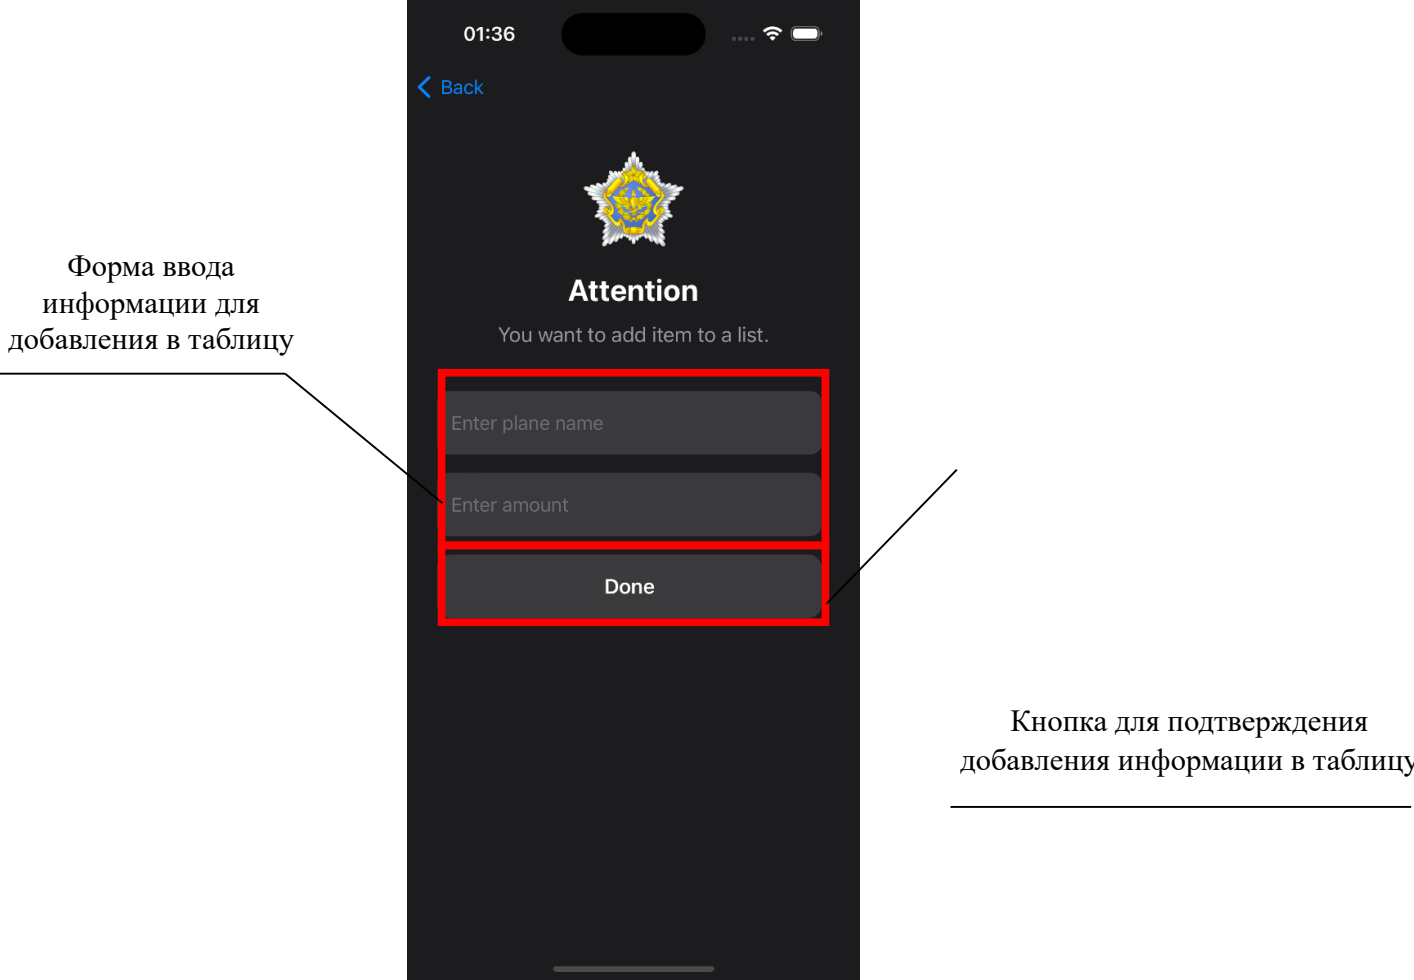 01:36
Back
Форма ввода
информации для
добавления в таблицу
Attention
You want to add item to a list.
Enter plane name
Enter amount
Done
Кнопка для подтверждения
добавления информации в таблицу